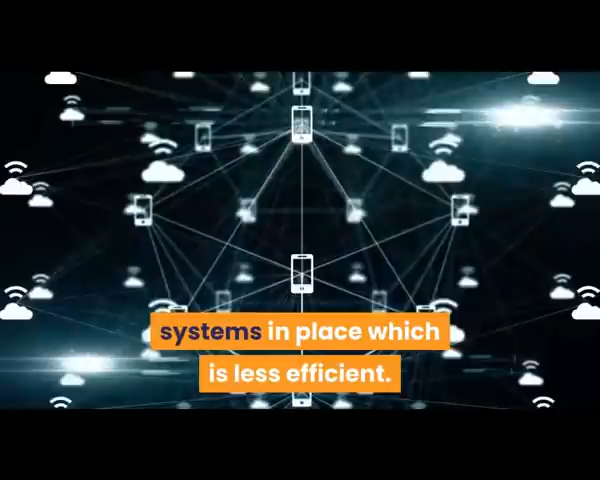 systems in place which
is less efficient.